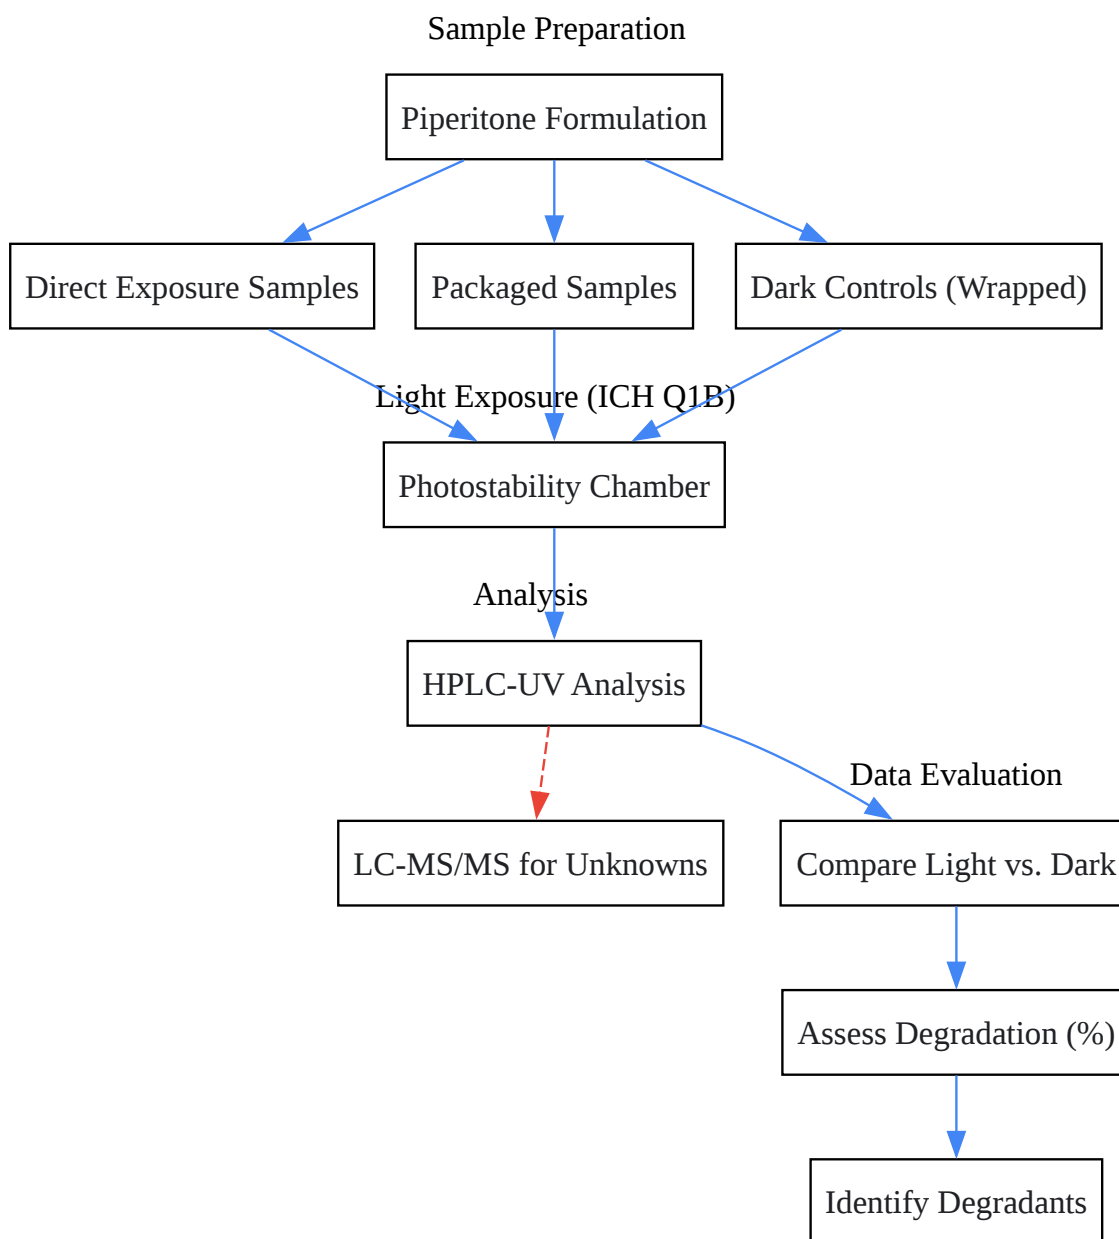 Sample Preparation
Piperitone Formulation
Direct Exposure Samples
Packaged Samples
Dark Controls (Wrapped)
Light Exposure (ICH Q1B)
Photostability Chamber
Analysis
HPLC-UV Analysis
Data Evaluation
LC-MS/MS for Unknowns
Compare Light vs. Dark
Assess Degradation (%)
Identify Degradants